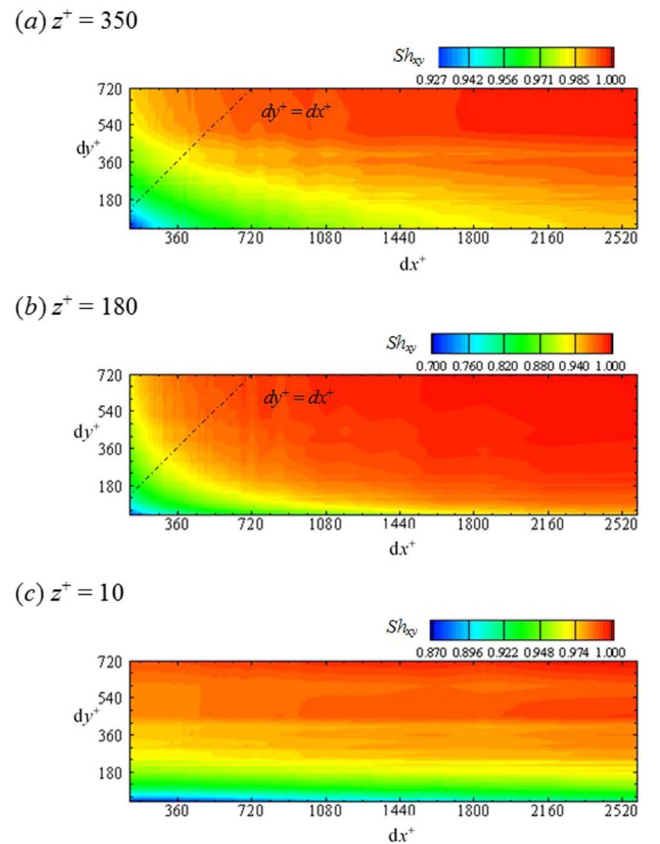 (a) z⁺ = 350
Sh_xy
0.927 0.942 0.956 0.971 0.985 1.000
720
540
dy⁺
360
180
dy⁺ = dx⁺
360 720 1080 1440 1800 2160 2520
dx⁺
(b) z⁺ = 180
Sh_xy
0.700 0.760 0.820 0.880 0.940 1.000
720
540
dy⁺
360
180
dy⁺ = dx⁺
360 720 1080 1440 1800 2160 2520
dx⁺
(c) z⁺ = 10
Sh_xy
0.870 0.896 0.922 0.948 0.974 1.000
720
540
dy⁺
360
180
360 720 1080 1440 1800 2160 2520
dx⁺